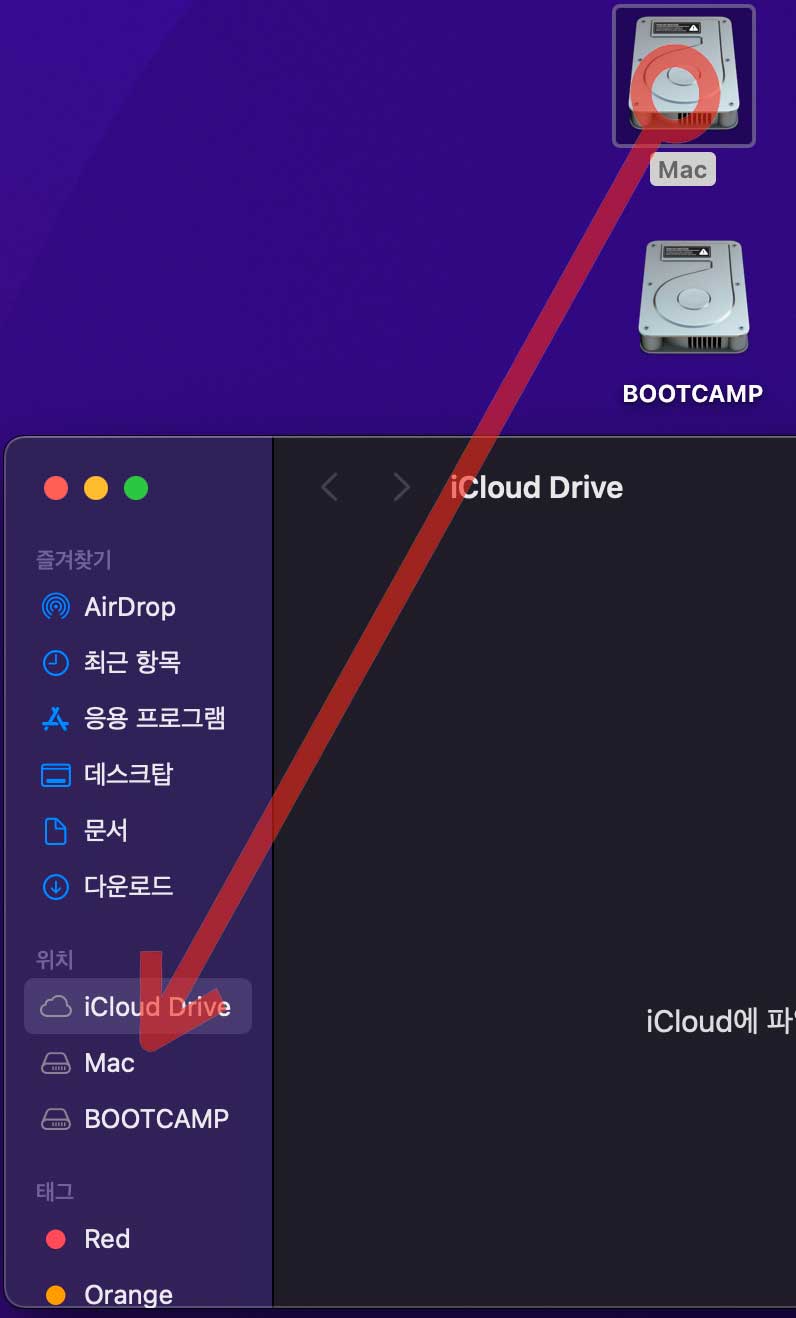 Mac
BOOTCAMP
iCloud Drive
즐겨찾기
AirDrop
최근 항목
응용 프로그램
데스크탑
문서
다운로드
위치
iCloud Drive
iCloud에 파
Mac
BOOTCAMP
태그
Red
Orange